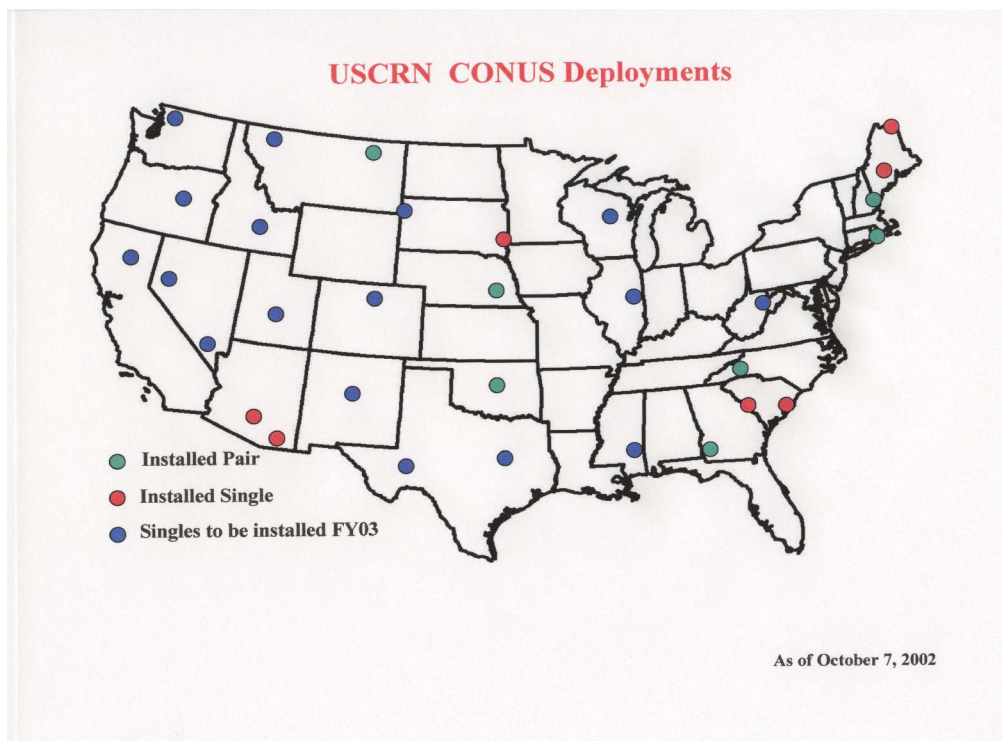 USCRN CONUS Deployments
Installed Pair
Installed Single
Singles to be installed FY03
As of October 7, 2002